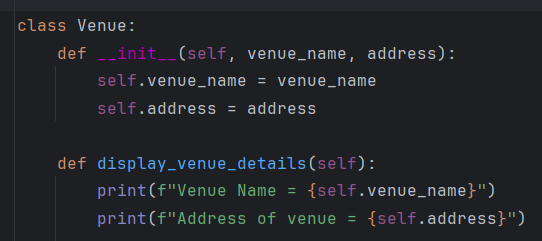 class Venue:
    def __init__(self, venue_name, address):
        self.venue_name = venue_name
        self.address = address

    def display_venue_details(self):
        print(f"Venue Name = {self.venue_name}")
        print(f"Address of venue = {self.address}")